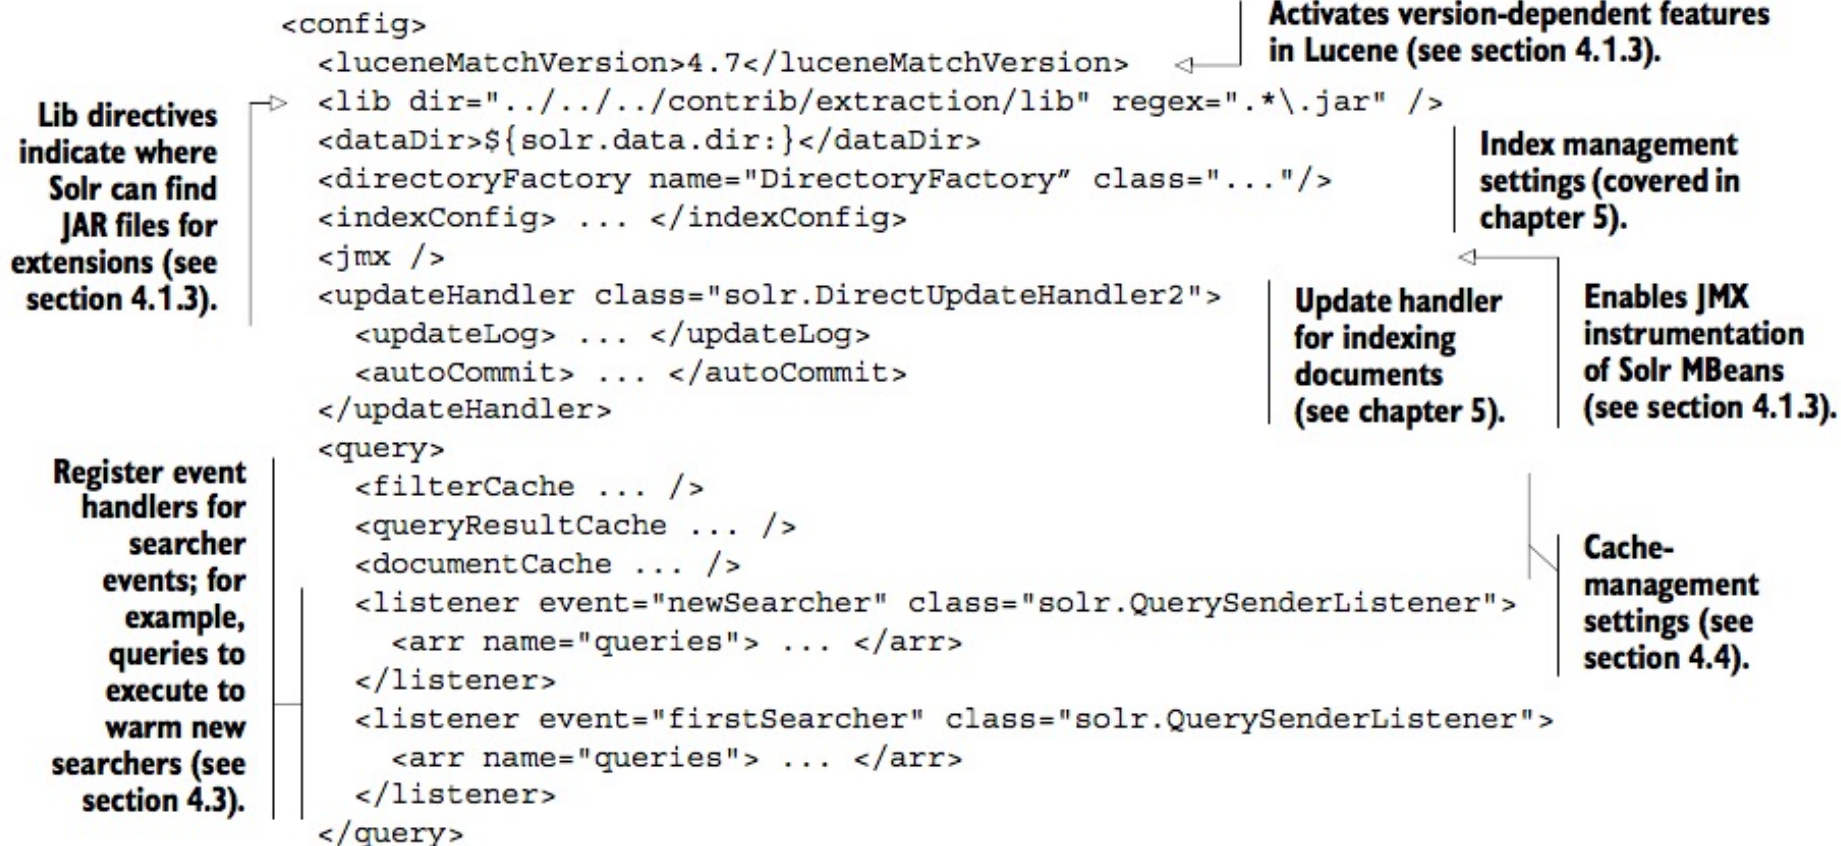 <config>
<luceneMatchVersion>4.7</luceneMatchVersion>
Activates version-dependent features
in Lucene (see section 4.1.3).
<lib dir="../../../contrib/extraction/lib" regex=".*\.jar" />
<dataDir>${solr.data.dir:}</dataDir>
<directoryFactory name="DirectoryFactory” class="..."/>
<indexConfig> ... </indexConfig>
Lib directives
indicate where
Solr can find
JAR files for
extensions (see
section 4.1.3).
Index management
settings (covered in
chapter 5).
<jmx />
<updateHandler class="solr.DirectUpdateHandler2">
<updateLog> ... </updateLog>
<autoCommit> ... </autoCommit>
</updateHandler>
Update handler
for indexing
documents
(see chapter 5).
Enables JMX
instrumentation
of Solr MBeans
(see section 4.1.3).
<query>
<filterCache ... />
<queryResultCache ... />
<documentCache ... />
<listener event="newSearcher" class="solr.QuerySenderListener">
<arr name="queries"> ... </arr>
</listener>
<listener event="firstSearcher" class="solr.QuerySenderListener">
<arr name="queries"> ... </arr>
</listener>
</query>
Register event
handlers for
searcher
events; for
example,
queries to
execute to
warm new
searchers (see
section 4.3).
Cache-
management
settings (see
section 4.4).